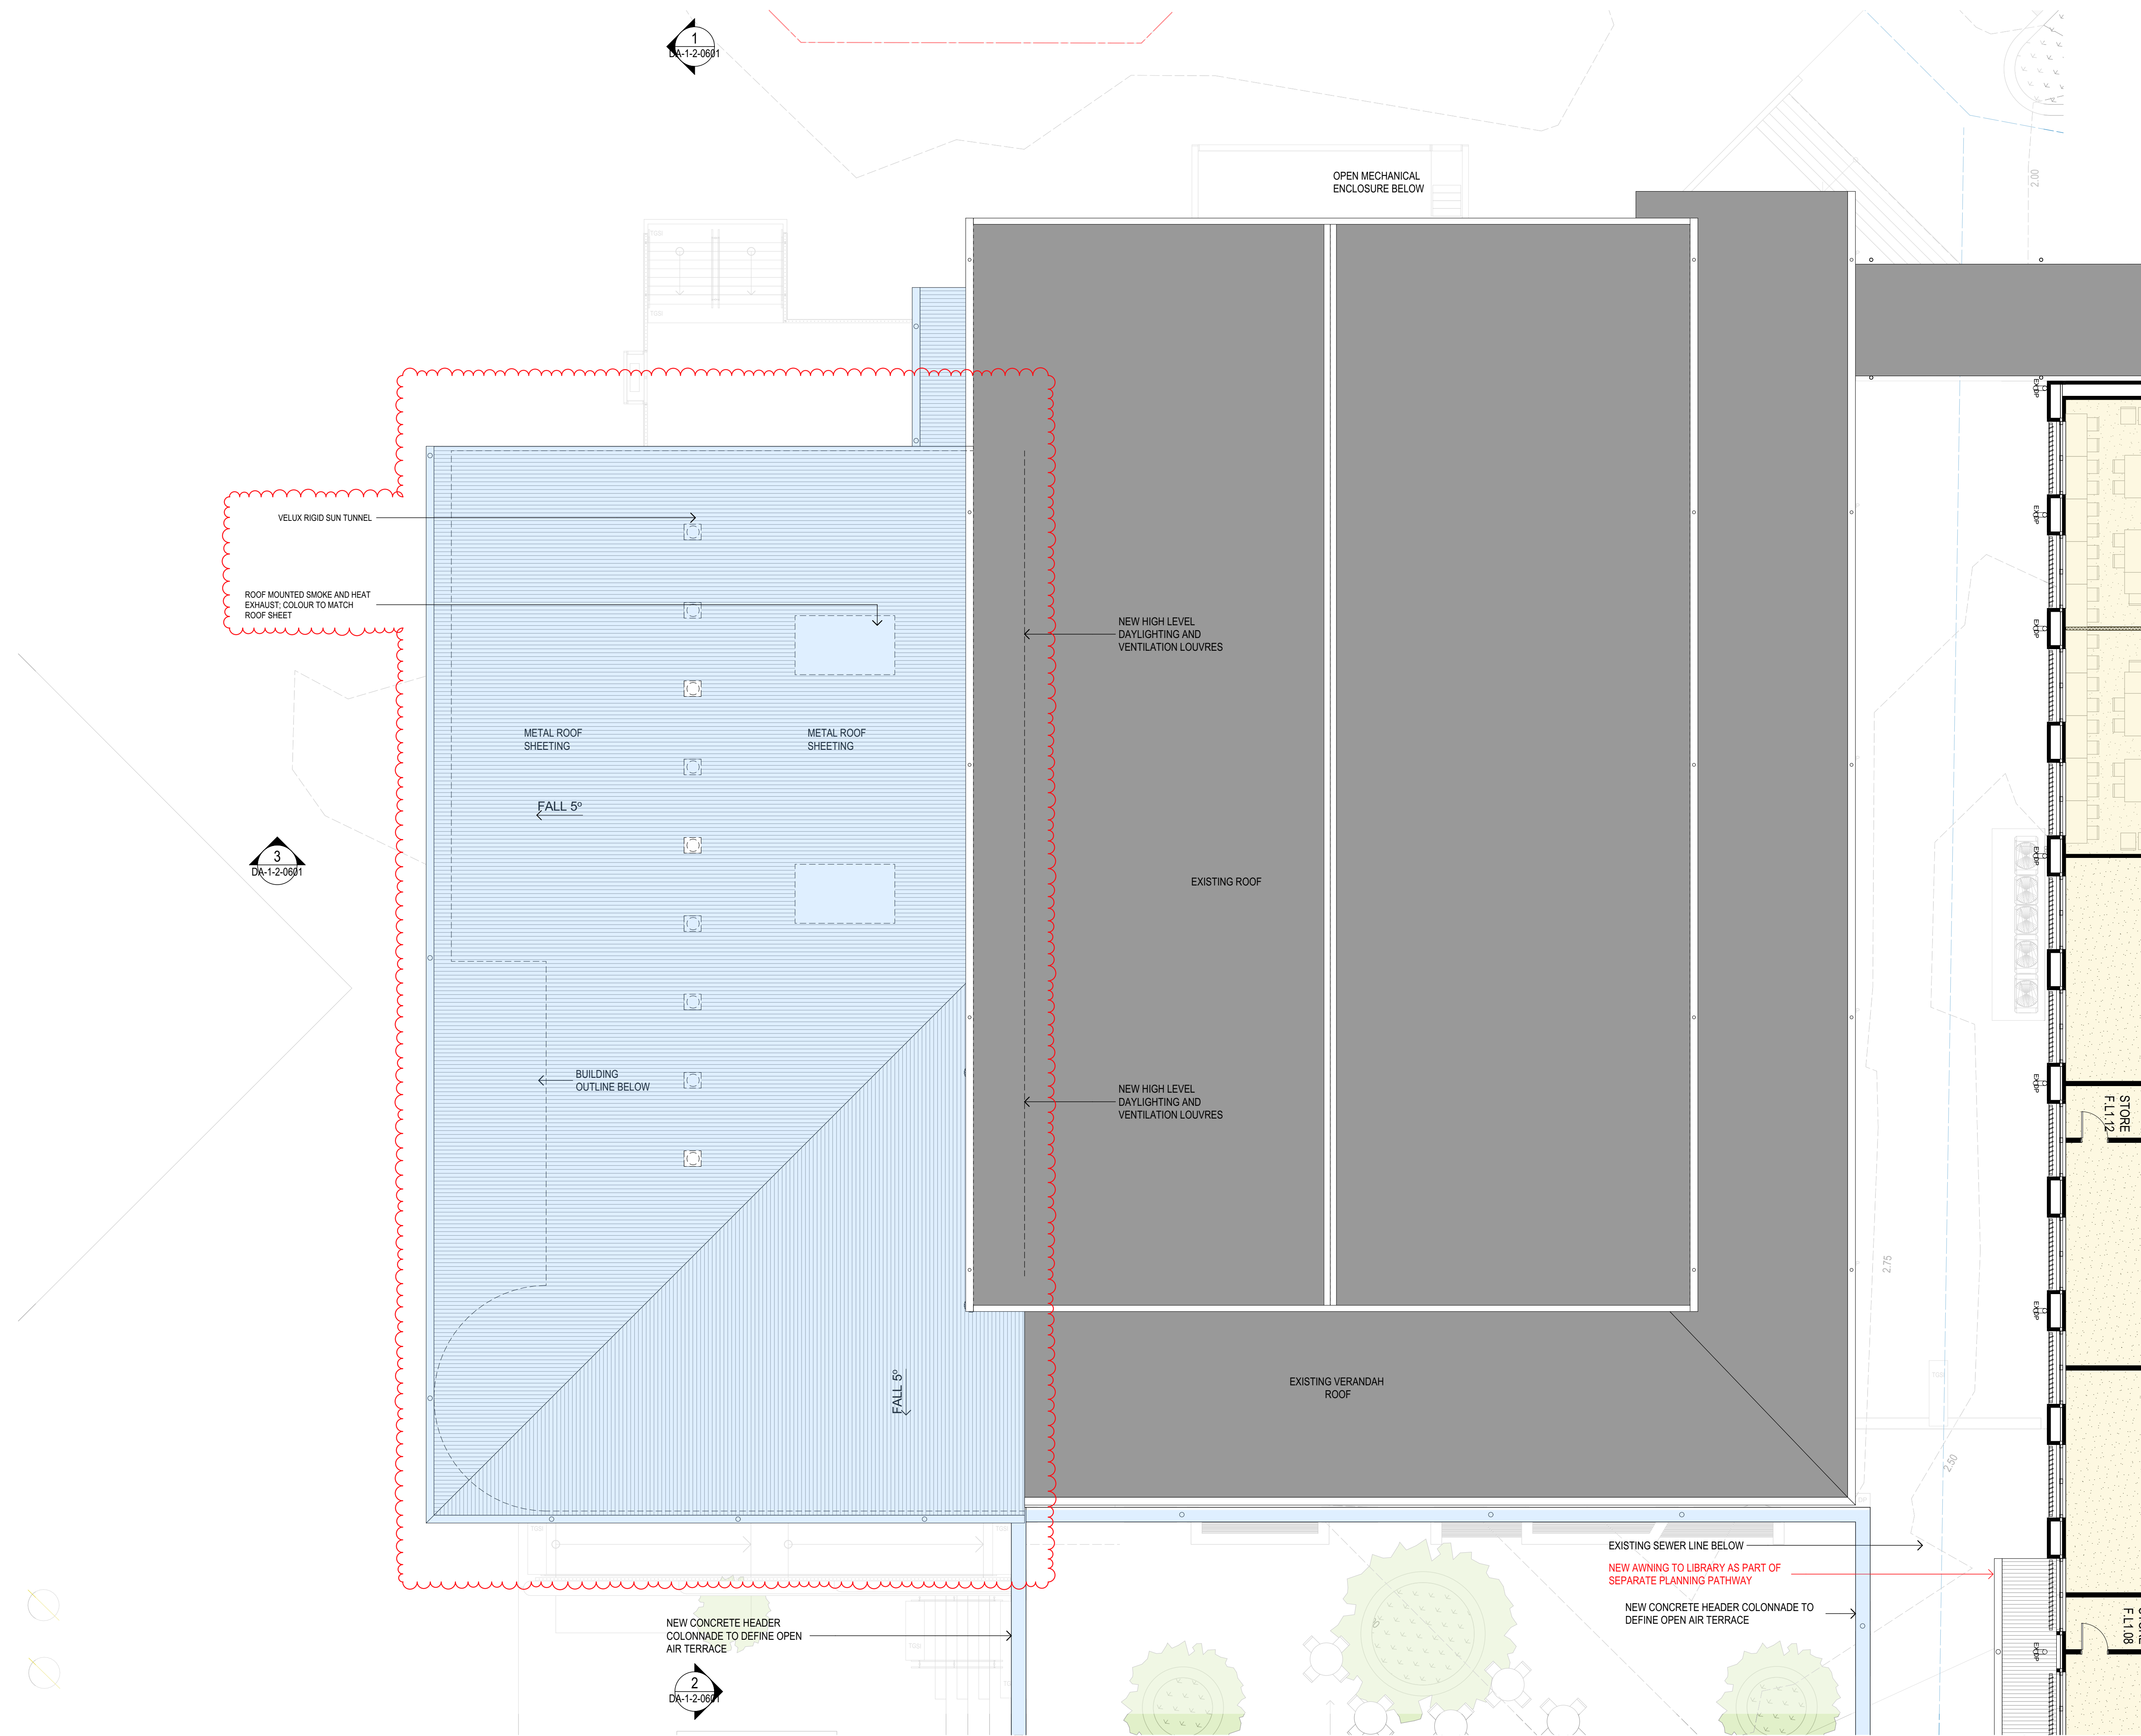 1
DA-1-2-0601
OPEN MECHANICAL
ENCLOSURE BELOW
2.00
TGSI
TGSI
VELUX RIGID SUN TUNNEL
ROOF MOUNTED SMOKE AND HEAT
EXHAUST; COLOUR TO MATCH
ROOF SHEET
NEW HIGH LEVEL
DAYLIGHTING AND
VENTILATION LOUVRES
METAL ROOF
SHEETING
METAL ROOF
SHEETING
FALL 5º
3
DA-1-2-0601
EXISTING ROOF
BUILDING
OUTLINE BELOW
NEW HIGH LEVEL
DAYLIGHTING AND
VENTILATION LOUVRES
STORE
F.L1.12
2.75
FALL 5º
EXISTING VERANDAH
ROOF
2.50
EXISTING SEWER LINE BELOW
NEW AWNING TO LIBRARY AS PART OF
SEPARATE PLANNING PATHWAY
NEW CONCRETE HEADER COLONNADE TO
DEFINE OPEN AIR TERRACE
F.L1.08
NEW CONCRETE HEADER
COLONNADE TO DEFINE OPEN
AIR TERRACE
2
DA-1-2-0601